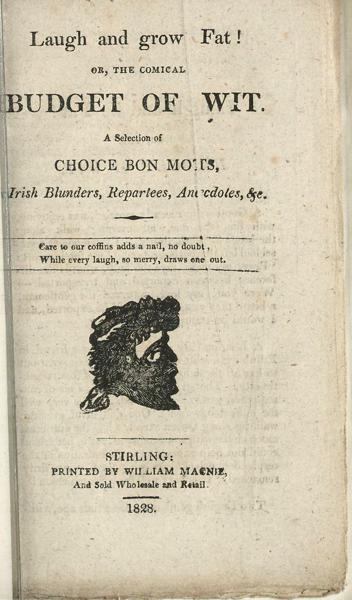 Laugh and grow Fat!
OR, THE COMICAL
BUDGET OF WIT.
A Selection of
CHOICE BON MOTS,
Irish Blunders, Repartees, Anecdotes, &c.
Care to our coffins adds a nail, no doubt,
While every laugh, so merry, draws one out.
STIRLING:
PRINTED BY WILLIAM MACNIE,
And Sold Wholesale and Retail.
1828.